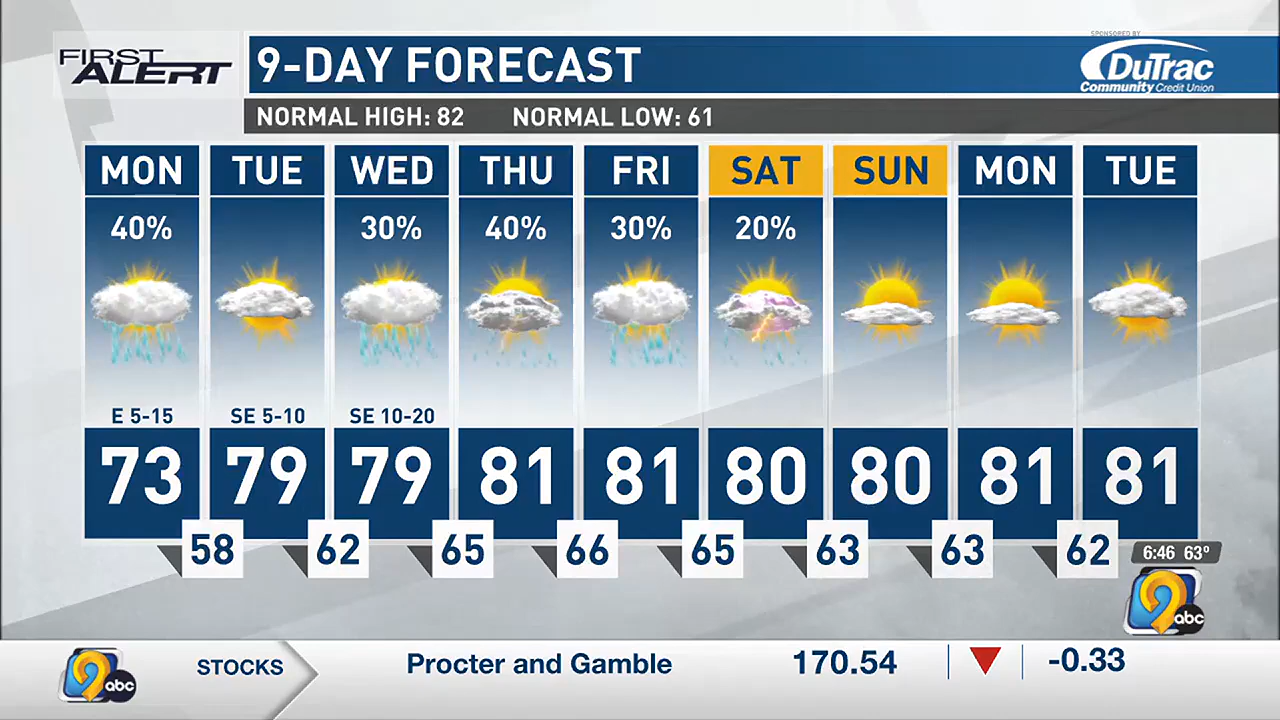 SPONSORED BY
FIRST ALERT
9-DAY FORECAST
DuTrac
Community Credit Union
NORMAL HIGH: 82 NORMAL LOW: 61
MON TUE WED THU FRI SAT SUN MON TUE
40% 30% 40% 30% 20%
E 5-15 SE 5-10 SE 10-20
73 79 79 81 81 80 80 81 81
58 62 65 66 65 63 63 62
6:46 63°
9 abc
9 abc STOCKS Procter and Gamble 170.54 -0.33